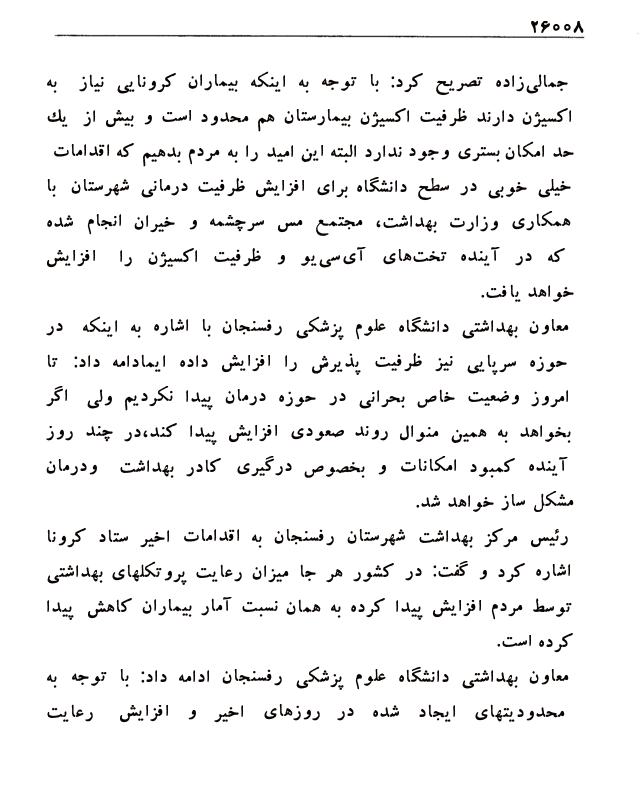 ۲۶۰۰۸
جمالی‌زاده تصریح کرد: با توجه به اینکه بیماران کرونایی نیاز به
اکسیژن دارند ظرفیت اکسیژن بیمارستان هم محدود است و بیش از یك
حد امکان بستری وجود ندارد البته این امید را به مردم بدهیم که اقدامات
خیلی خوبی در سطح دانشگاه برای افزایش ظرفیت درمانی شهرستان با
همکاری وزارت بهداشت، مجتمع مس سرچشمه و خیران انجام شده
که در آینده تخت‌های آی‌سی‌یو و ظرفیت اکسیژن را افزایش
خواهد یافت.
معاون بهداشتی دانشگاه علوم پزشکی رفسنجان با اشاره به اینکه در
حوزه سرپایی نیز ظرفیت پذیرش را افزایش داده ایمادامه داد: تا
امروز وضعیت خاص بحرانی در حوزه درمان پیدا نکردیم ولی اگر
بخواهد به همین منوال روند صعودی افزایش پیدا کند،در چند روز
آینده کمبود امکانات و بخصوص درگیری کادر بهداشت ودرمان
مشکل ساز خواهد شد.
رئیس مرکز بهداشت شهرستان رفسنجان به اقدامات اخیر ستاد کرونا
اشاره کرد و گفت: در کشور هر جا میزان رعایت پروتکلهای بهداشتی
توسط مردم افزایش پیدا کرده به همان نسبت آمار بیماران کاهش پیدا
کرده است.
معاون بهداشتی دانشگاه علوم پزشکی رفسنجان ادامه داد: با توجه به
محدودیتهای ایجاد شده در روزهای اخیر و افزایش رعایت